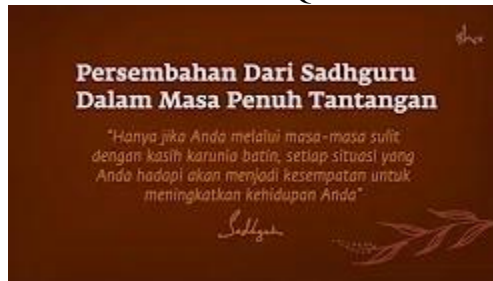 Persembahan Dari Sadhguru
Dalam Masa Penuh Tantangan
"Hanya jika Anda melalui masa-masa sulit
dengan kasih karunia batin, setiap situasi yang
Anda hadapi akan menjadi kesempatan untuk
meningkatkan kehidupan Anda"
Sadhguru